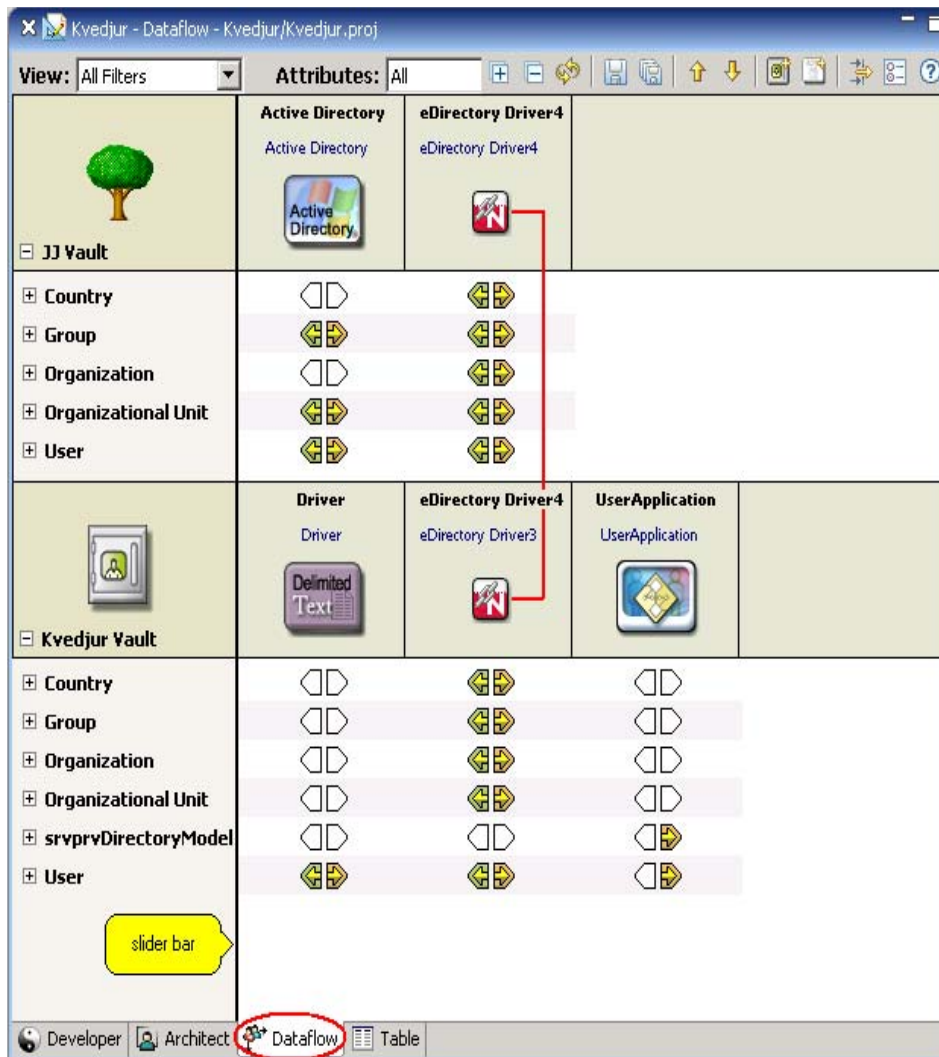 Kvedjur - Dataflow - Kvedjur/Kvedjur.proj
View: All Filters Attributes: All
Active Directory eDirectory Driver4
Active Directory eDirectory Driver4
Active Directory
N
JJ Vault
Country
Group
Organization
Organizational Unit
User
Driver eDirectory Driver4 UserApplication
Driver eDirectory Driver3 UserApplication
Delimited Text
N
Kvedjur Vault
Country
Group
Organization
Organizational Unit
srvprvDirectoryModel
User
slider bar
Developer Architect Dataflow Table